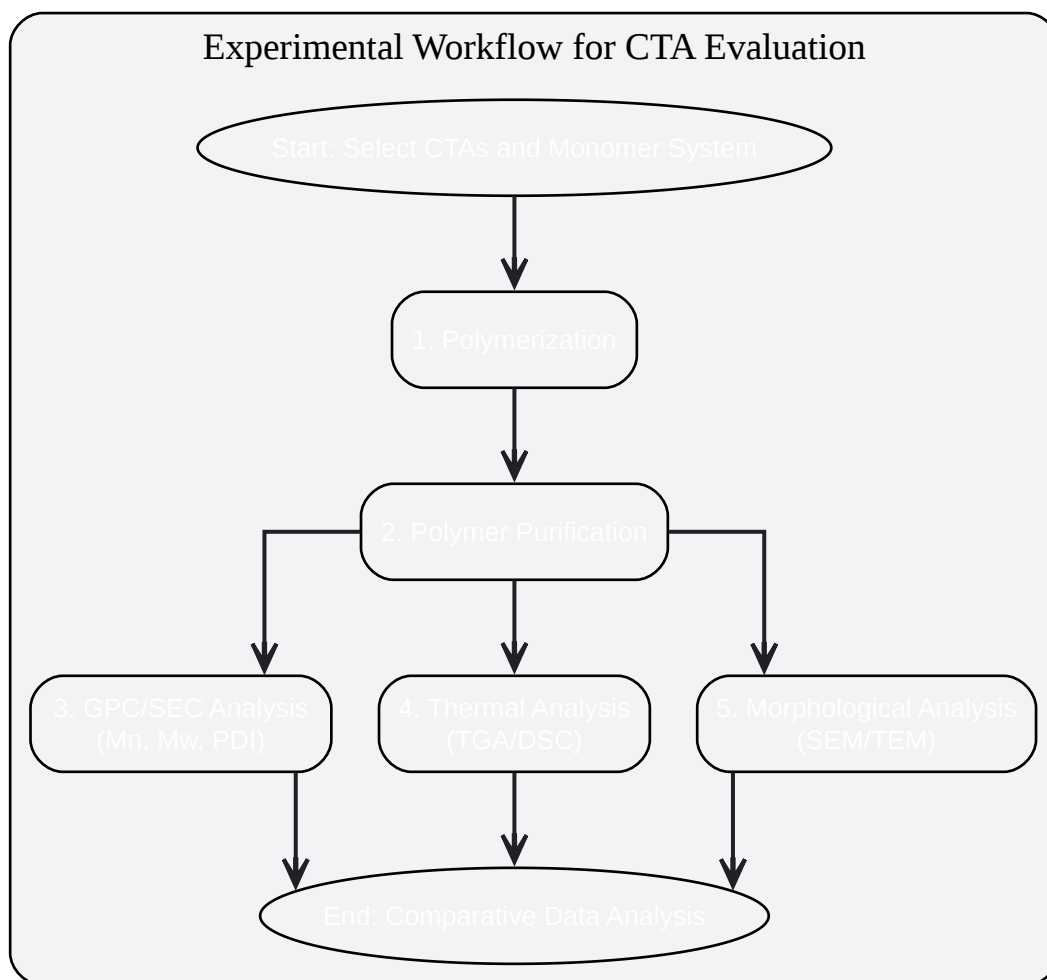 Experimental Workflow for CTA Evaluation
Start: Select CTAs and Monomer System
1. Polymerization
2. Polymer Purification
3. GPC/SEC Analysis
(Mn, Mw, PDI)
4. Thermal Analysis
(TGA/DSC)
5. Morphological Analysis
(SEM/TEM)
End: Comparative Data Analysis